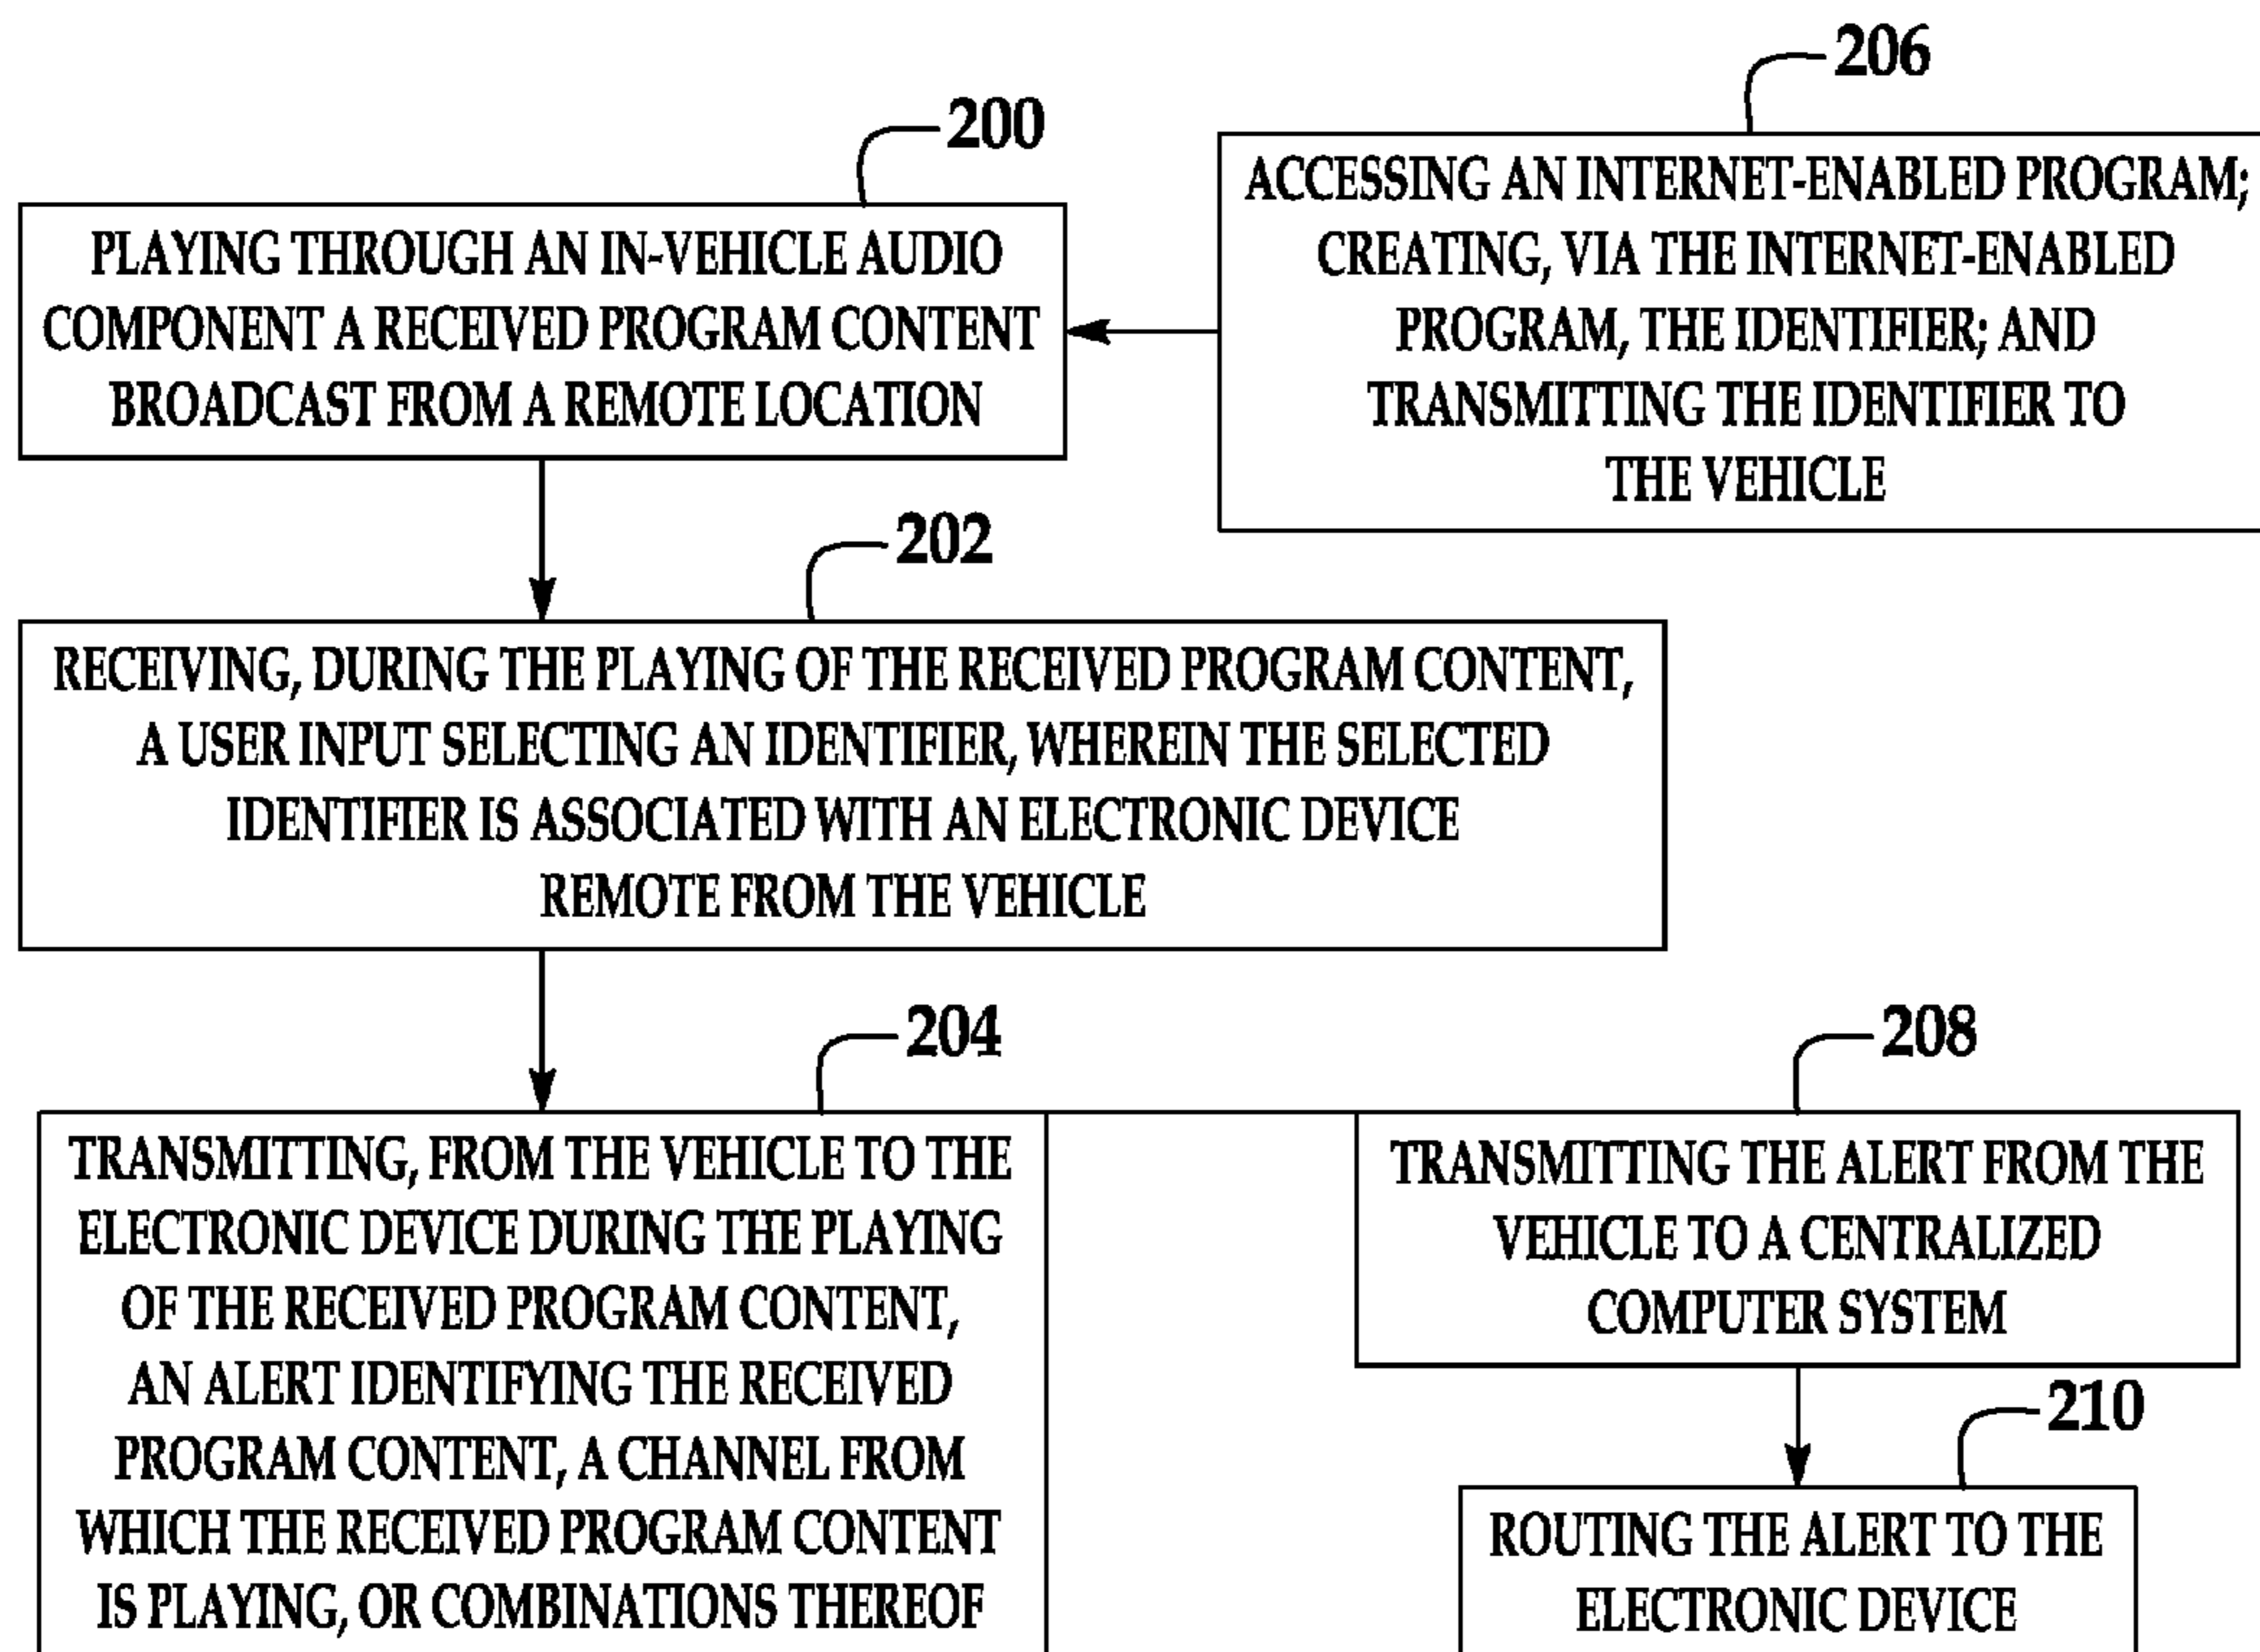 206
200
ACCESSING AN INTERNET-ENABLED PROGRAM;
CREATING, VIA THE INTERNET-ENABLED
PROGRAM, THE IDENTIFIER; AND
TRANSMITTING THE IDENTIFIER TO
THE VEHICLE
PLAYING THROUGH AN IN-VEHICLE AUDIO
COMPONENT A RECEIVED PROGRAM CONTENT
BROADCAST FROM A REMOTE LOCATION
202
RECEIVING, DURING THE PLAYING OF THE RECEIVED PROGRAM CONTENT,
A USER INPUT SELECTING AN IDENTIFIER, WHEREIN THE SELECTED
IDENTIFIER IS ASSOCIATED WITH AN ELECTRONIC DEVICE
REMOTE FROM THE VEHICLE
204
TRANSMITTING, FROM THE VEHICLE TO THE
ELECTRONIC DEVICE DURING THE PLAYING
OF THE RECEIVED PROGRAM CONTENT,
AN ALERT IDENTIFYING THE RECEIVED
PROGRAM CONTENT, A CHANNEL FROM
WHICH THE RECEIVED PROGRAM CONTENT
IS PLAYING, OR COMBINATIONS THEREOF
208
TRANSMITTING THE ALERT FROM THE
VEHICLE TO A CENTRALIZED
COMPUTER SYSTEM
210
ROUTING THE ALERT TO THE
ELECTRONIC DEVICE